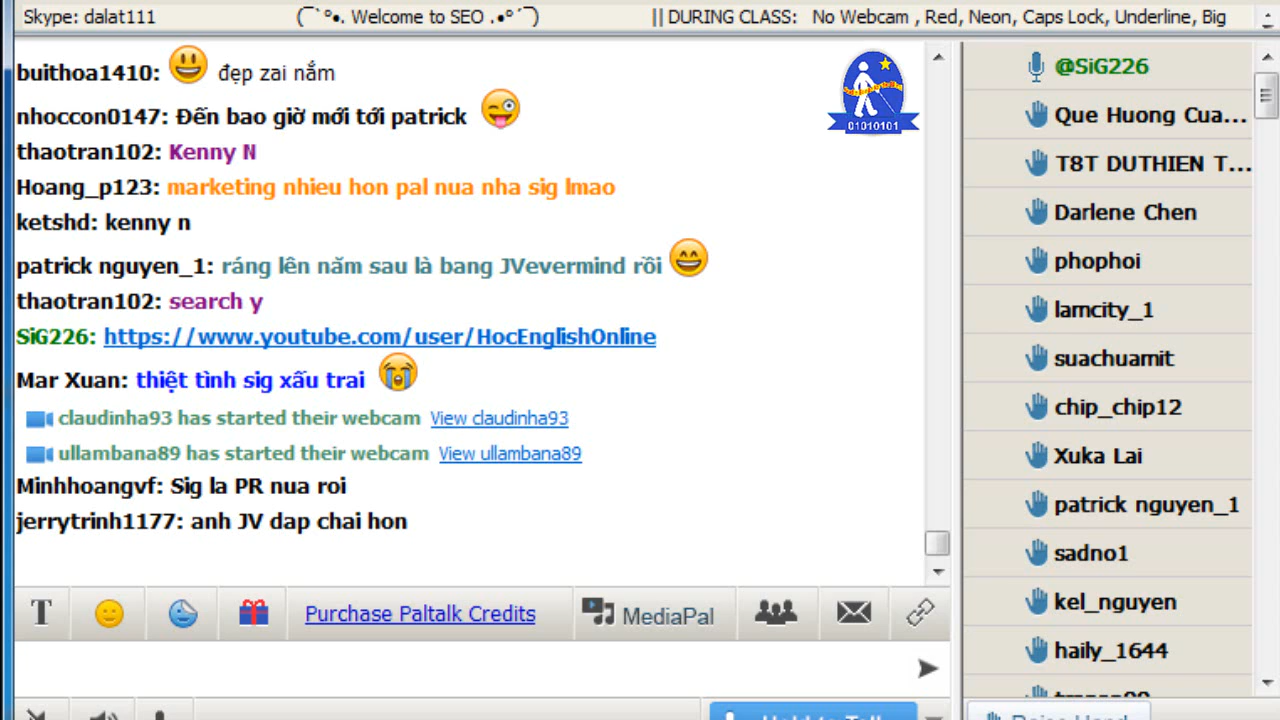 Skype: dalat111 (¯`°•. Welcome to SEO .•°´¯) || DURING CLASS: No Webcam , Red, Neon, Caps Lock, Underline, Big
buithoa1410: đẹp zai nắm
nhoccon0147: Đến bao giờ mới tới patrick
thaotran102: Kenny N
Hoang_p123: marketing nhieu hon pal nua nha sig lmao
ketshd: kenny n
patrick nguyen_1: ráng lên năm sau là bang JVevermind rồi
thaotran102: search y
SiG226: https://www.youtube.com/user/HocEnglishOnline
Mar Xuan: thiệt tình sig xấu trai
claudinha93 has started their webcam View claudinha93
ullambana89 has started their webcam View ullambana89
Minhhoangvf: Sig la PR nua roi
jerrytrinh1177: anh JV dap chai hon
01010101
@SiG226
Que Huong Cua...
T8T DUTHIEN T...
Darlene Chen
phophoi
lamcity_1
suachuamit
chip_chip12
Xuka Lai
patrick nguyen_1
sadno1
kel_nguyen
haily_1644
T
Purchase Paltalk Credits
MediaPal
Raise Hand